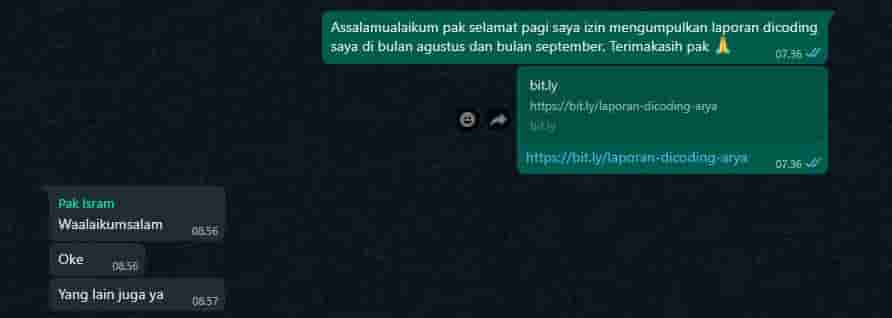 Assalamualaikum pak selamat pagi saya izin mengumpulkan laporan dicoding
saya di bulan agustus dan bulan september. Terimakasih pak 🙏
07.36
bit.ly
https://bit.ly/laporan-dicoding-arya
bit.ly
https://bit.ly/laporan-dicoding-arya
07.36
Pak Isram
Waalaikumsalam
08.56
Oke
08.56
Yang lain juga ya
08.57